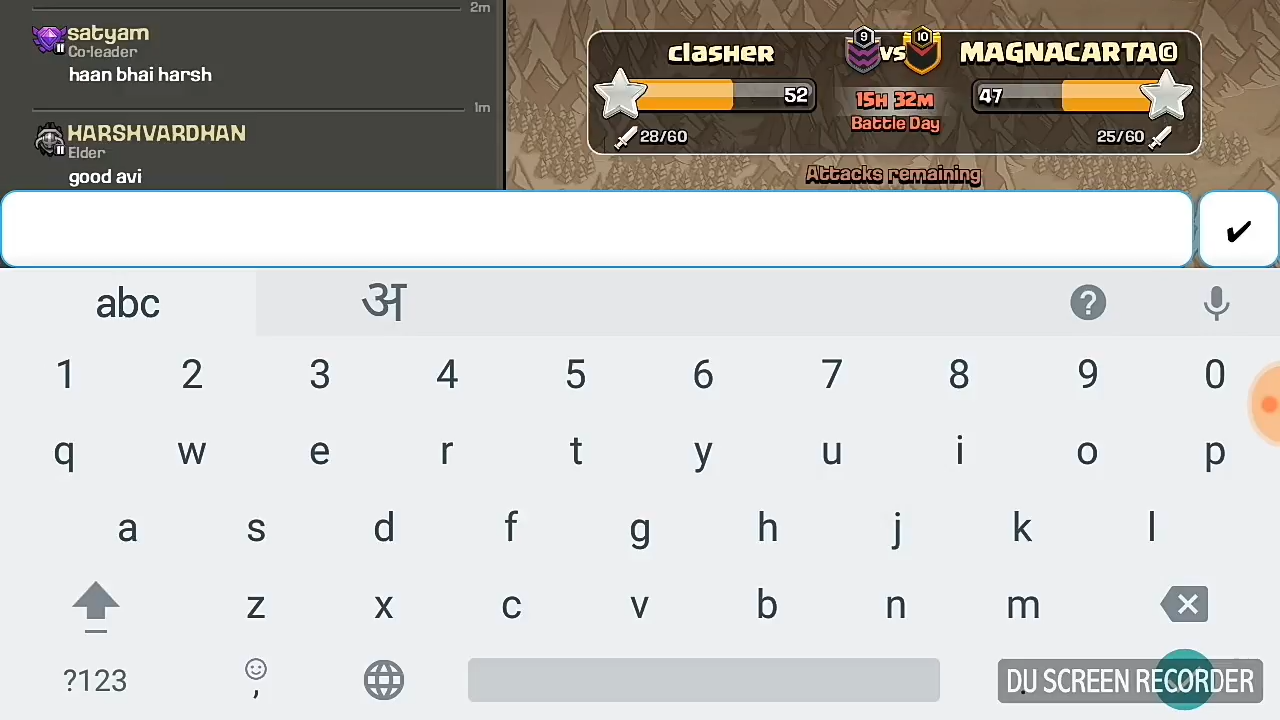 2m
satyam
Co-leader
haan bhai harsh
1m
HARSHVARDHAN
Elder
good avi
clasher
9
vs
10
MAGNACARTA©
52
15H 32M
47
28/60
Battle Day
25/60
Attacks remaining
✔
abc
अ
?
1 2 3 4 5 6 7 8 9 0
q w e r t y u i o p
a s d f g h j k l
z x c v b n m
?123
,
DU SCREEN RECORDER